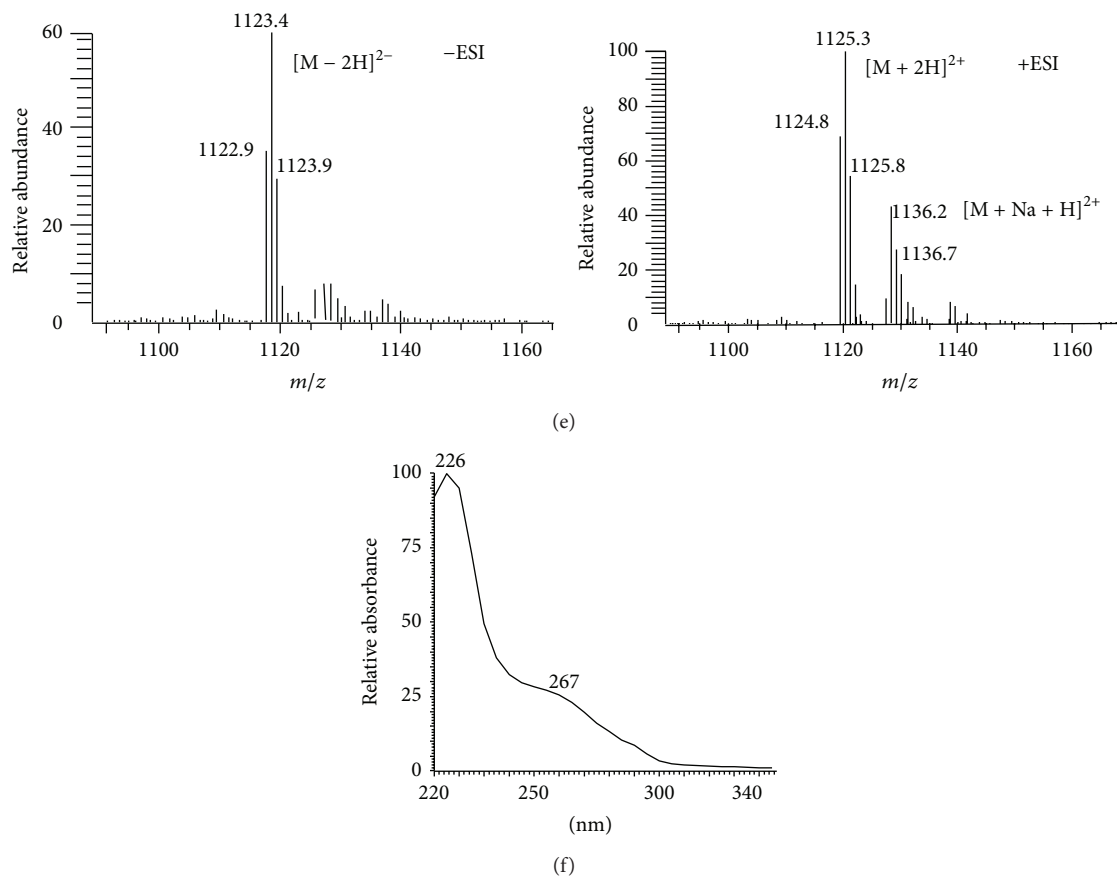 1123.4
60
[M − 2H]2−
−ESI
40
1122.9
1123.9
20
0
Relative abundance
1100
1120
1140
1160
m/z
1125.3
100
[M + 2H]2+
+ESI
80
1124.8
60
1125.8
40
1136.2
[M + Na + H]2+
1136.7
20
0
Relative abundance
1100
1120
1140
1160
m/z
(e)
100
226
75
50
25
267
0
Relative absorbance
220
250
300
340
(nm)
(f)